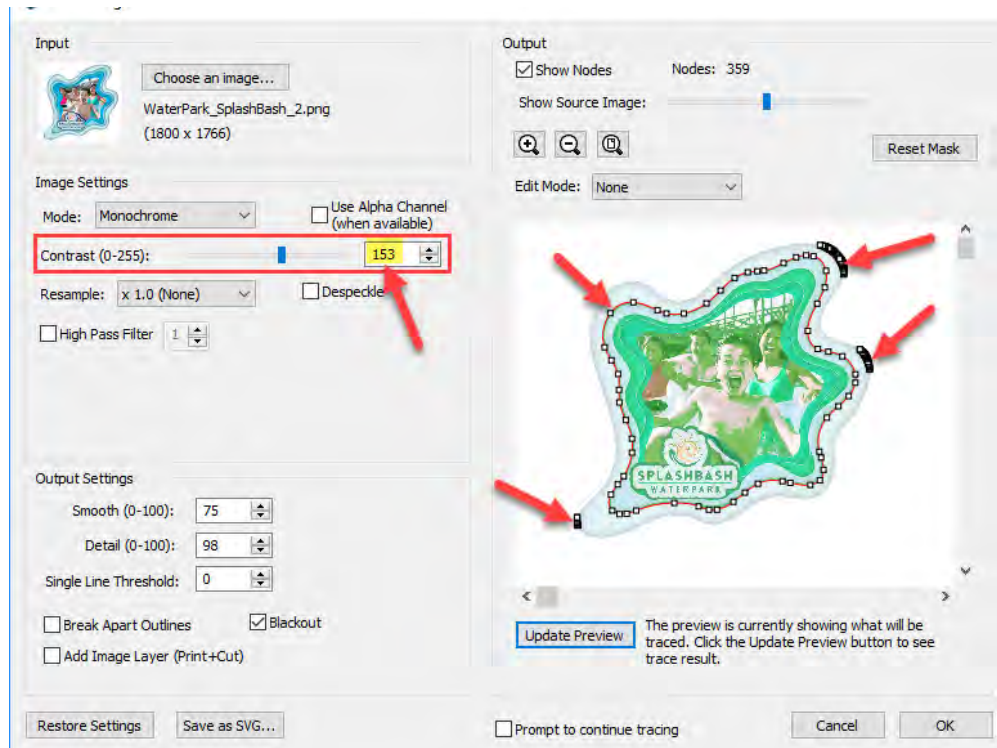 Input
Choose an image...
WaterPark_SplashBash_2.png
(1800 x 1766)
Image Settings
Mode: Monochrome
Use Alpha Channel
(when available)
Contrast (0-255): 153
Resample: x 1.0 (None)
Despeckle
High Pass Filter 1
Output Settings
Smooth (0-100): 75
Detail (0-100): 98
Single Line Threshold: 0
Break Apart Outlines
Blackout
Add Image Layer (Print+Cut)
Restore Settings
Save as SVG...
Output
Show Nodes
Nodes: 359
Show Source Image:
Reset Mask
Edit Mode: None
SPLASHBASH
WATERPARK
Update Preview
The preview is currently showing what will be
traced. Click the Update Preview button to see
trace result.
Prompt to continue tracing
Cancel
OK